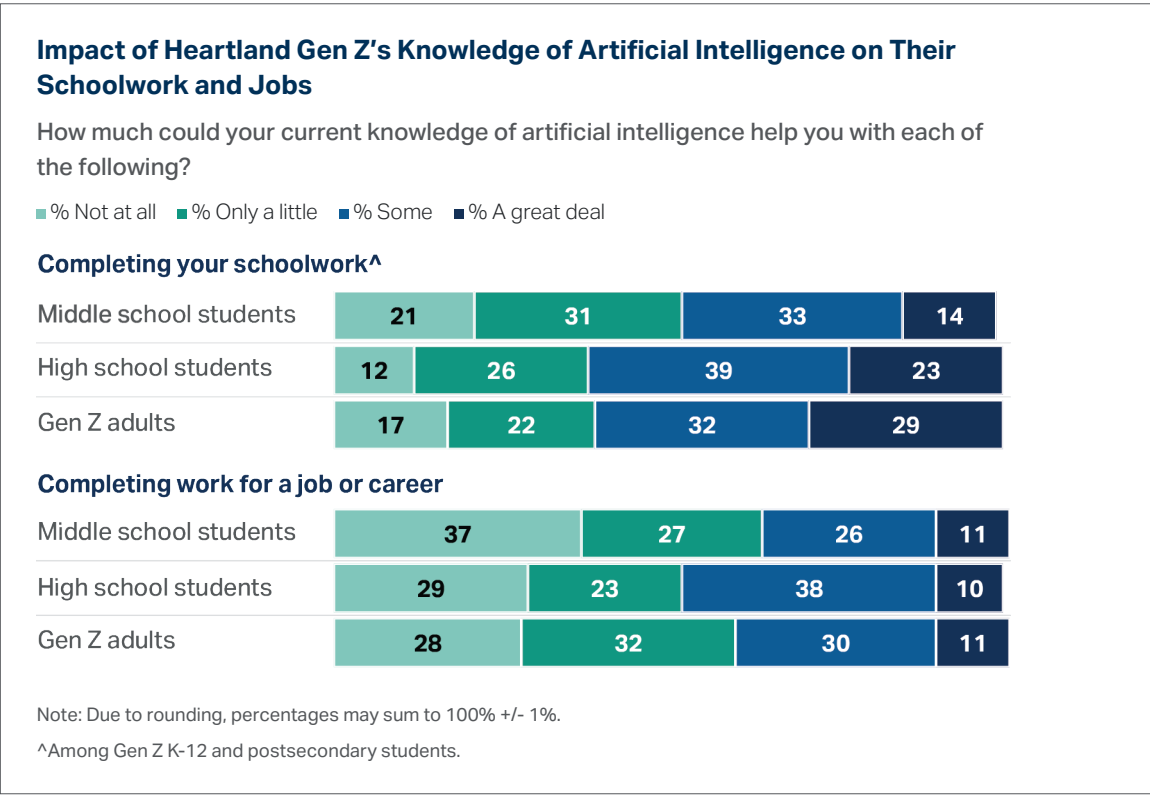 Impact of Heartland Gen Z's Knowledge of Artificial Intelligence on Their
Schoolwork and Jobs
How much could your current knowledge of artificial intelligence help you with each of
the following?
% Not at all % Only a little % Some % A great deal
Completing your schoolwork^
Middle school students 21 31 33 14
High school students 12 26 39 23
Gen Z adults 17 22 32 29
Completing work for a job or career
Middle school students 37 27 26 11
High school students 29 23 38 10
Gen Z adults 28 32 30 11
Note: Due to rounding, percentages may sum to 100% +/- 1%.
^Among Gen Z K-12 and postsecondary students.